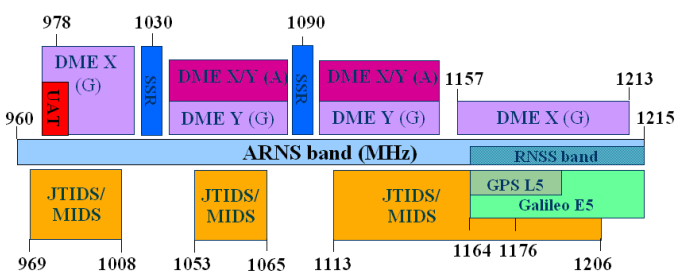 978
1030
1090
DME X
(G)
UAT
SSR
DME X/Y (A)
DME Y (G)
SSR
DME X/Y (A)
DME Y (G)
1157
1213
DME X (G)
960
1215
ARNS band (MHz)
RNSS band
JTIDS/
MIDS
JTIDS/
MIDS
JTIDS/
MIDS
GPS L5
Galileo E5
969
1008
1053
1065
1113
1164
1176
1206